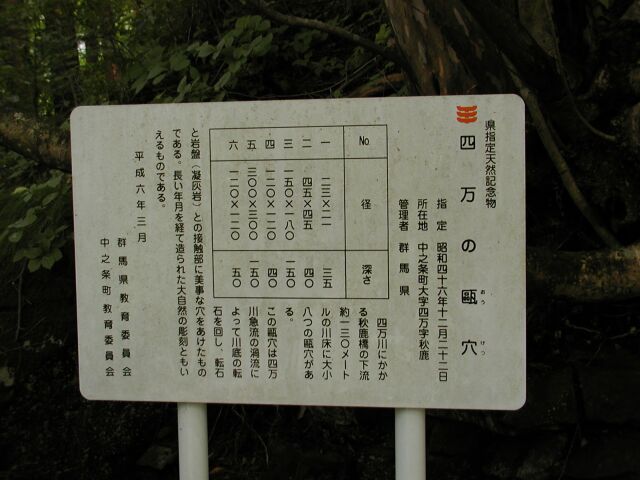 県指定天然記念物
四万の甌穴
おう けつ
指定 昭和四十六年十二月二十二日
所在地 中之条町大字四万字秋鹿
管理者 群馬県
No 径 深さ
一 二三×二一 三五
二 四五×四五 四〇
三 一五〇×一八〇 一五〇
四 一二〇×一二〇 四〇
五 三〇〇×三〇〇 一五〇
六 一二〇×一二〇 五〇
四万川にかか
る秋鹿橋の下流
約一三〇メート
ルの川床に大小
八つの甌穴があ
る。
この甌穴は四万
川急流の渦流に
よって川底の転
石を回し、転石
と岩盤(凝灰岩)との接触部に美事な穴をあけたもの
である。長い年月を経て造られた大自然の彫刻ともい
えるものである。
平成六年三月
群馬県教育委員会
中之条町教育委員会